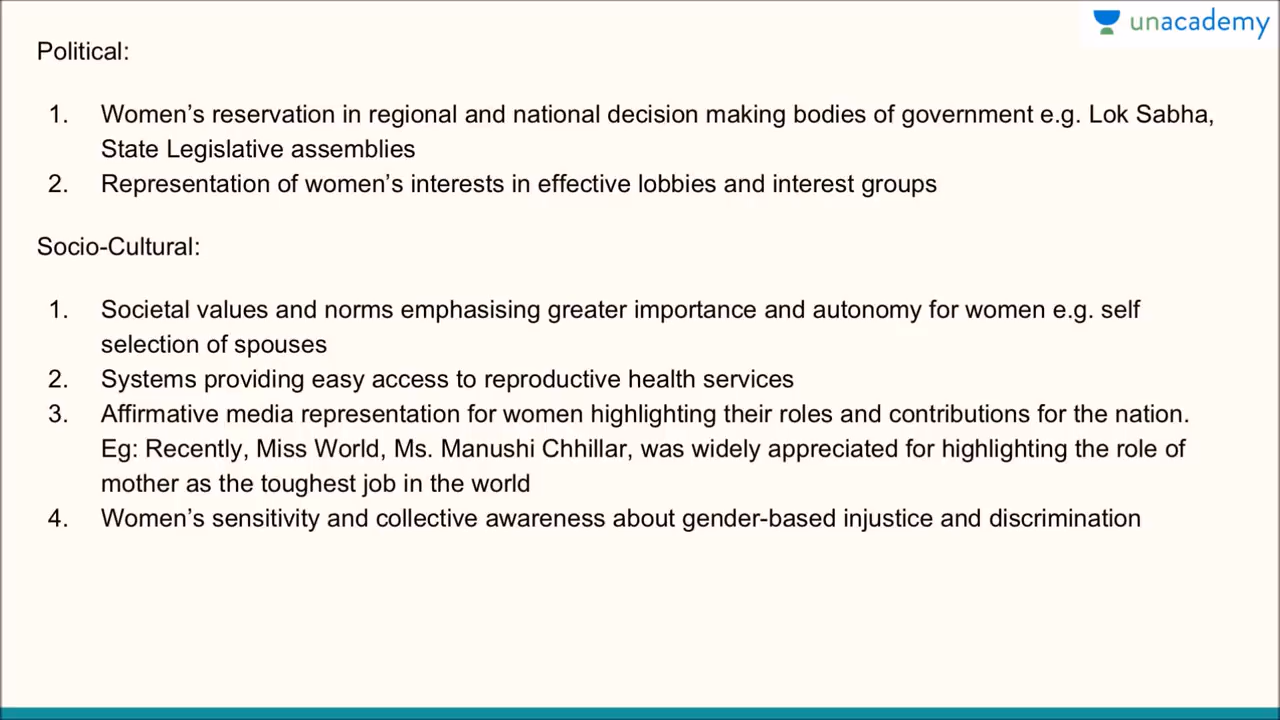 unacademy
Political:
1. Women’s reservation in regional and national decision making bodies of government e.g. Lok Sabha,
State Legislative assemblies
2. Representation of women’s interests in effective lobbies and interest groups
Socio-Cultural:
1. Societal values and norms emphasising greater importance and autonomy for women e.g. self
selection of spouses
2. Systems providing easy access to reproductive health services
3. Affirmative media representation for women highlighting their roles and contributions for the nation.
Eg: Recently, Miss World, Ms. Manushi Chhillar, was widely appreciated for highlighting the role of
mother as the toughest job in the world
4. Women’s sensitivity and collective awareness about gender-based injustice and discrimination